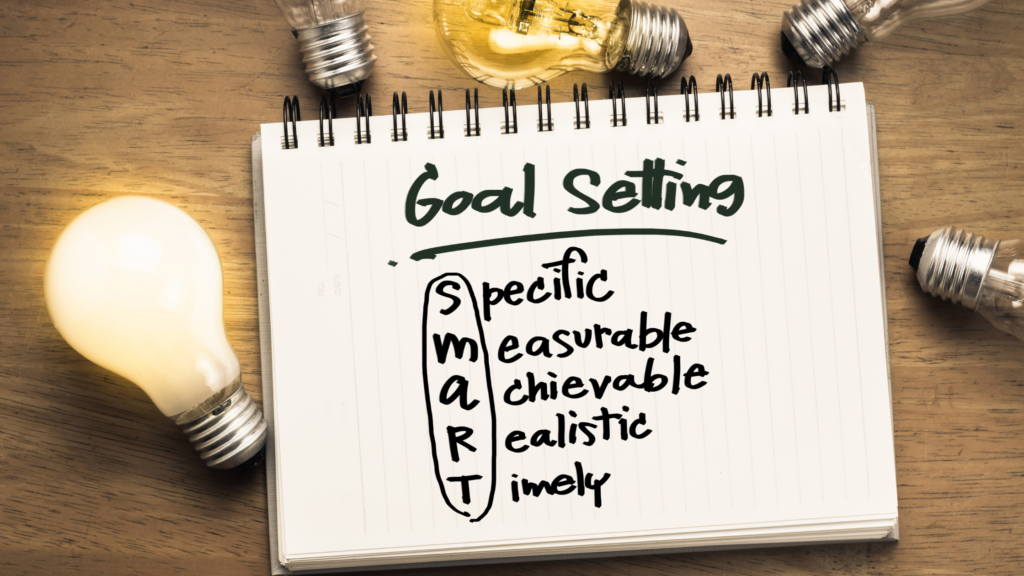 Goal Setting
Specific
measurable
achievable
Realistic
Timely